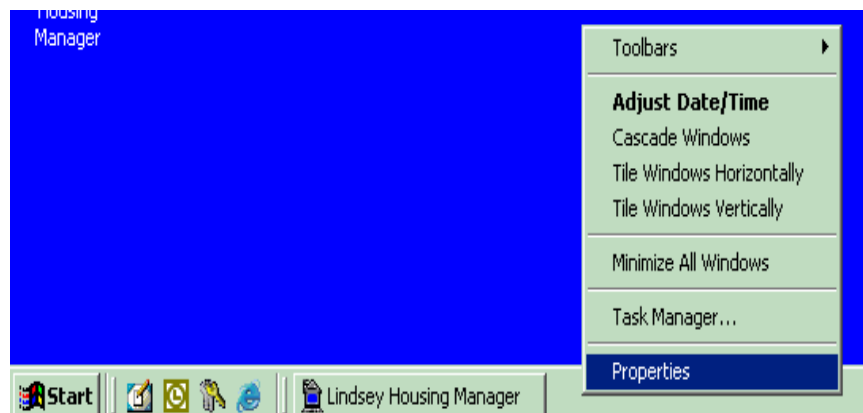 Housing
Manager
Toolbars
Adjust Date/Time
Cascade Windows
Tile Windows Horizontally
Tile Windows Vertically
Minimize All Windows
Task Manager...
Properties
Start
Lindsey Housing Manager